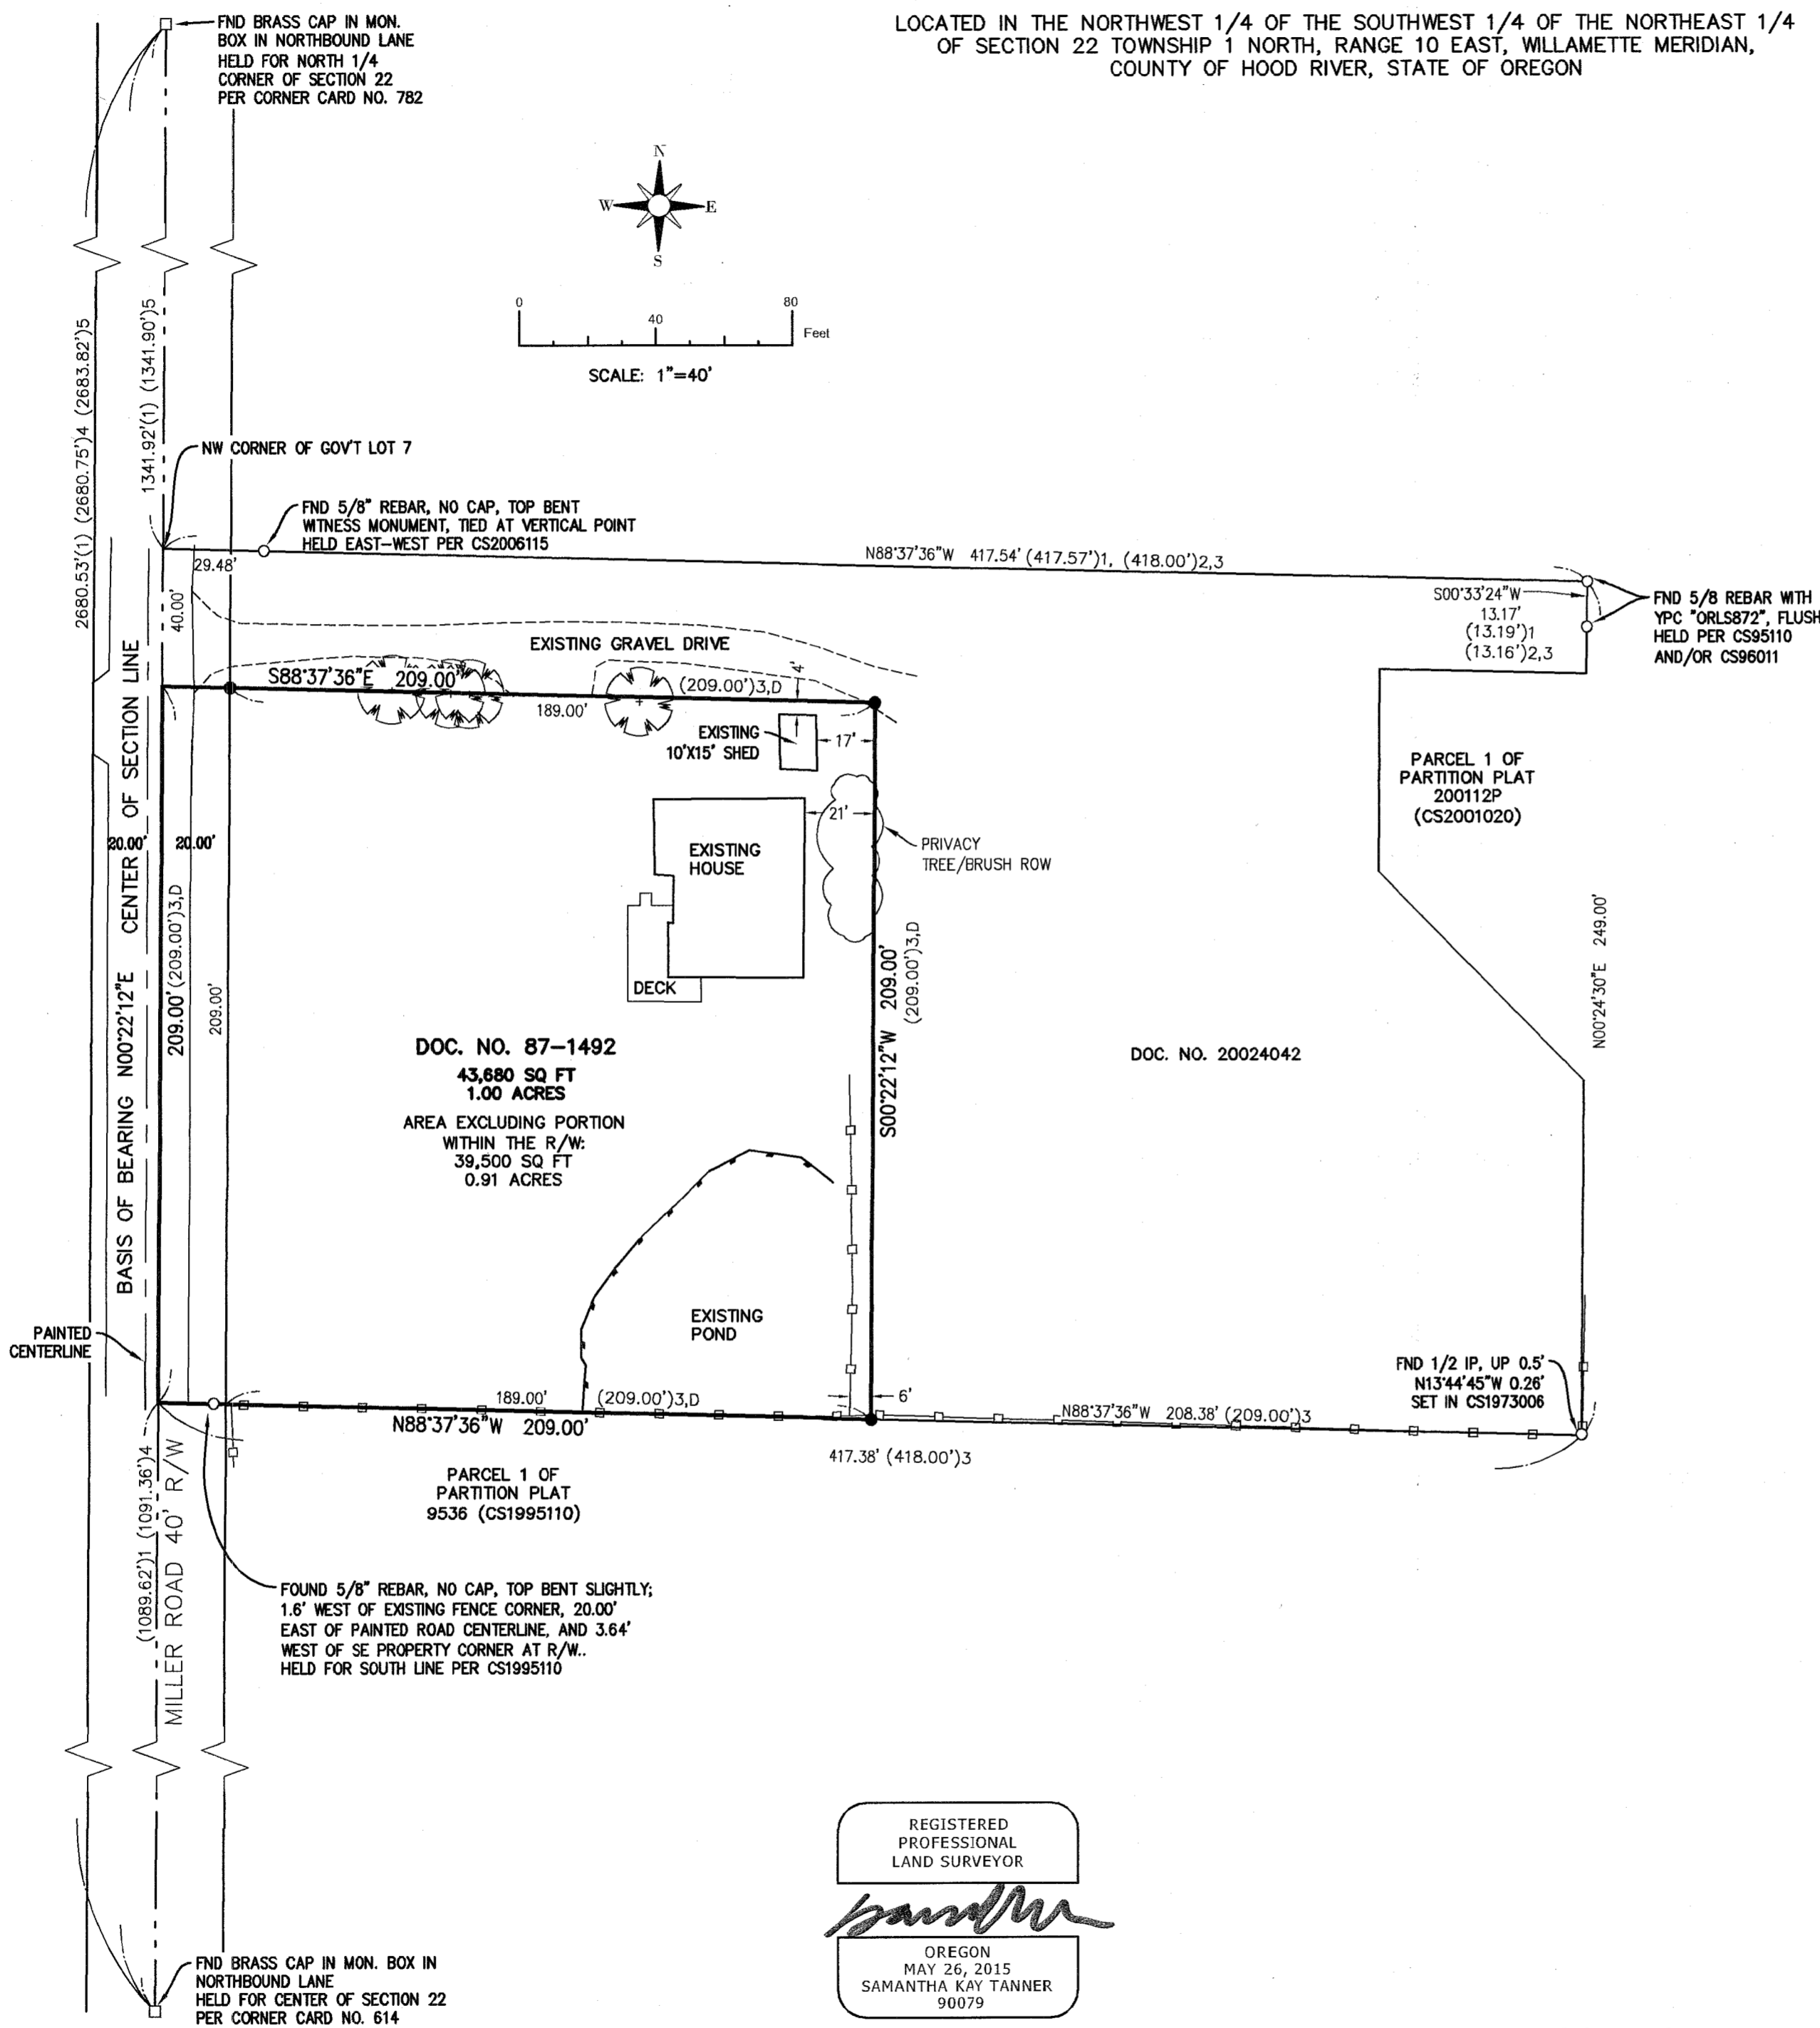 LOCATED IN THE NORTHWEST 1/4 OF THE SOUTHWEST 1/4 OF THE NORTHEAST 1/4
OF SECTION 22 TOWNSHIP 1 NORTH, RANGE 10 EAST, WILLAMETTE MERIDIAN,
COUNTY OF HOOD RIVER, STATE OF OREGON
FND BRASS CAP IN MON.
BOX IN NORTHBOUND LANE
HELD FOR NORTH 1/4
CORNER OF SECTION 22
PER CORNER CARD NO. 782
N
W
E
S
0
80
40
Feet
SCALE: 1"=40'
2680.53'(1) (2680.75')4 (2683.82')5
1341.92'(1) (1341.90')5
NW CORNER OF GOV'T LOT 7
FND 5/8" REBAR, NO CAP, TOP BENT
WITNESS MONUMENT, TIED AT VERTICAL POINT
HELD EAST-WEST PER CS2006115
29.48'
40.00'
N88°37'36"W 417.54' (417.57')1, (418.00')2,3
S00°33'24"W
13.17'
(13.19')1
(13.16')2,3
FND 5/8 REBAR WITH
YPC "ORLS872", FLUSH
HELD PER CS95110
AND/OR CS96011
EXISTING GRAVEL DRIVE
S88°37'36"E 209.00'
(209.00')3,D
189.00'
4'
EXISTING
10'X15' SHED
17'
21'
EXISTING
HOUSE
DECK
PRIVACY
TREE/BRUSH ROW
PARCEL 1 OF
PARTITION PLAT
200112P
(CS2001020)
BASIS OF BEARING N00°22'12"E CENTER OF SECTION LINE
20.00'
20.00'
209.00' (209.00')3,D
209.00'
S00°22'12"W 209.00'
(209.00')3,D
N00°24'30"E 249.00'
DOC. NO. 87-1492
43,680 SQ FT
1.00 ACRES
AREA EXCLUDING PORTION
WITHIN THE R/W:
39,500 SQ FT
0.91 ACRES
DOC. NO. 20024042
EXISTING
POND
PAINTED
CENTERLINE
6'
189.00'
(209.00')3,D
N88°37'36"W 209.00'
N88°37'36"W 208.38' (209.00')3
417.38' (418.00')3
FND 1/2 IP, UP 0.5'
N13°44'45"W 0.26'
SET IN CS1973006
PARCEL 1 OF
PARTITION PLAT
9536 (CS1995110)
(1089.62')1 (1091.36')4
MILLER ROAD 40' R/W
FOUND 5/8" REBAR, NO CAP, TOP BENT SLIGHTLY;
1.6' WEST OF EXISTING FENCE CORNER, 20.00'
EAST OF PAINTED ROAD CENTERLINE, AND 3.64'
WEST OF SE PROPERTY CORNER AT R/W..
HELD FOR SOUTH LINE PER CS1995110
REGISTERED
PROFESSIONAL
LAND SURVEYOR
OREGON
MAY 26, 2015
SAMANTHA KAY TANNER
90079
FND BRASS CAP IN MON. BOX IN
NORTHBOUND LANE
HELD FOR CENTER OF SECTION 22
PER CORNER CARD NO. 614